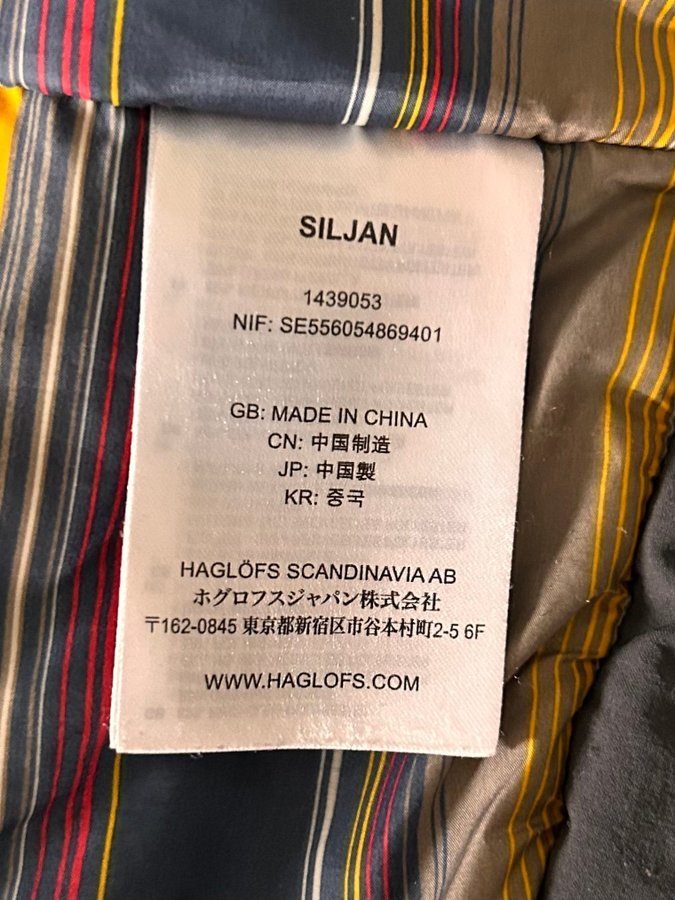 SILJAN
1439053
NIF: SE556054869401
GB: MADE IN CHINA
CN: 中国制造
JP: 中国製
KR: 중국
HAGLÖFS SCANDINAVIA AB
ホグロフスジャパン株式会社
〒162-0845 東京都新宿区市谷本村町2-5 6F
WWW.HAGLOFS.COM